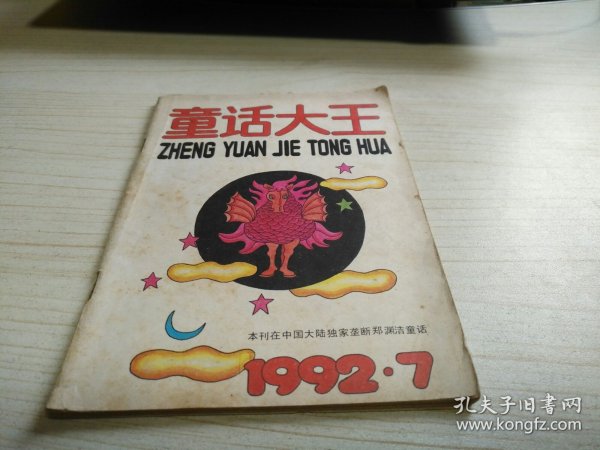 童话大王
ZHENG YUAN JIE TONG HUA
本刊在中国大陆独家垄断郑渊洁童话
1992·7
孔夫子旧书网
www.kongfz.com